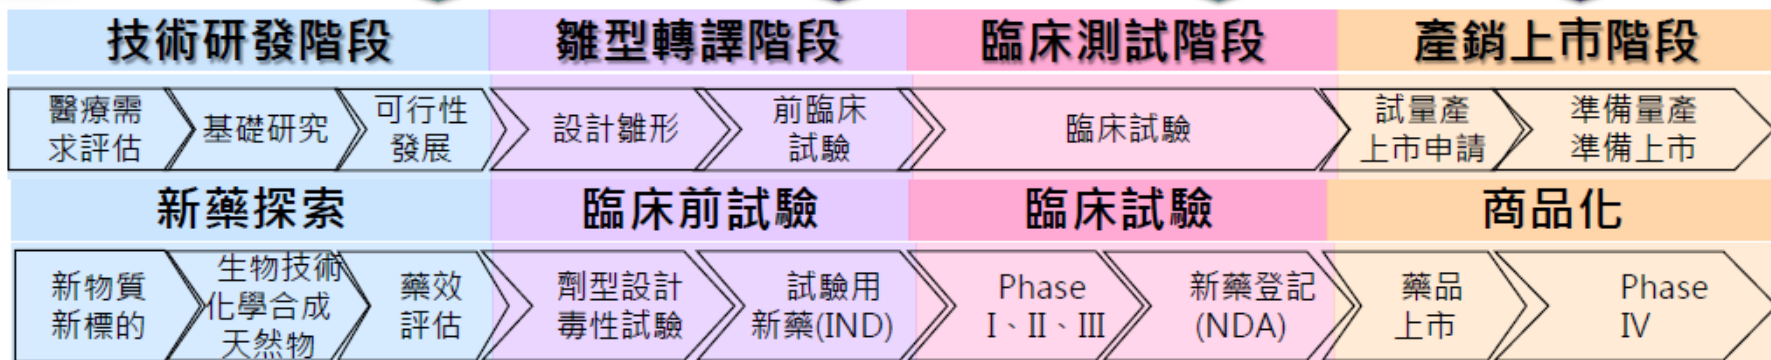 技術研發階段
雛型轉譯階段
臨床測試階段
產銷上市階段
醫療需
求評估
基礎研究
可行性
發展
設計雛形
前臨床
試驗
臨床試驗
試量產
上市申請
準備量產
準備上市
新藥探索
臨床前試驗
臨床試驗
商品化
新物質
新標的
生物技術
化學合成
天然物
藥效
評估
劑型設計
毒性試驗
試驗用
新藥(IND)
Phase
I、II、III
新藥登記
(NDA)
藥品
上市
Phase
IV